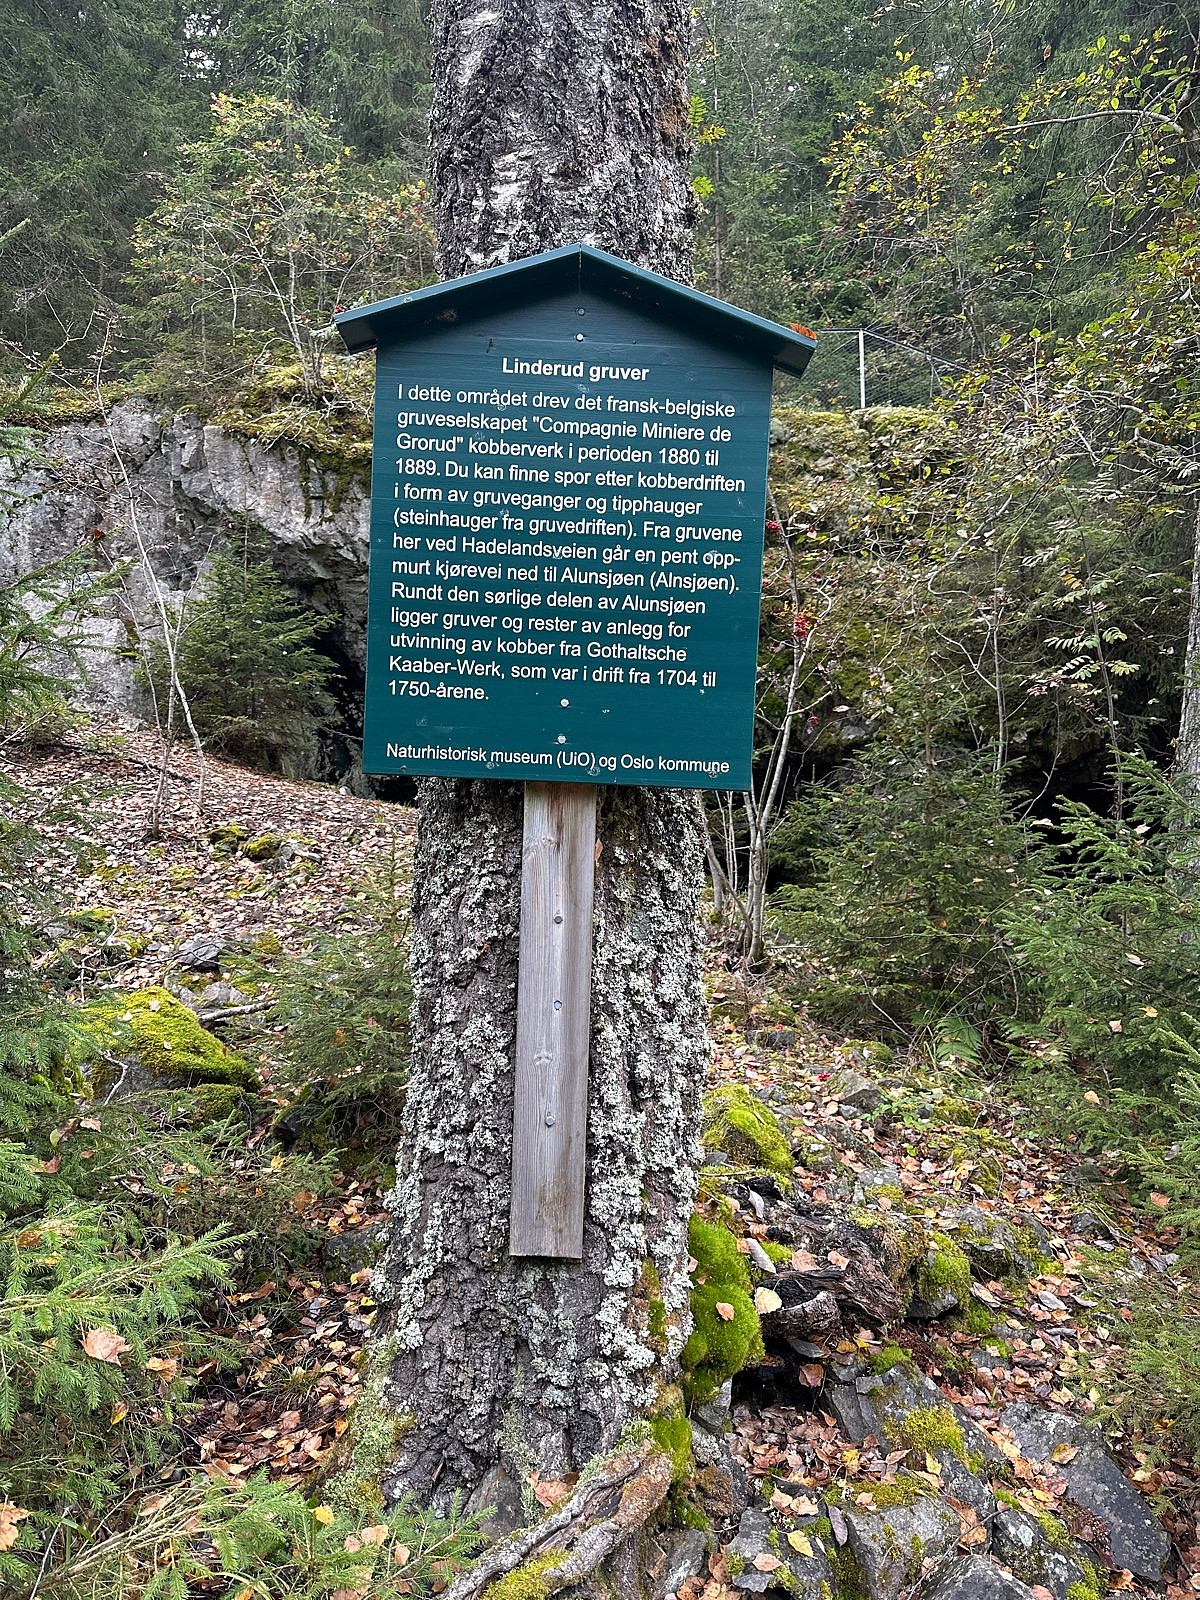 Linderud gruver
I dette området drev det fransk-belgiske
gruveselskapet "Compagnie Miniere de
Grorud" kobberverk i perioden 1880 til
1889. Du kan finne spor etter kobberdriften
i form av gruveganger og tipphauger
(steinhauger fra gruvedriften). Fra gruvene
her ved Hadelandsveien går en pent opp-
murt kjørevei ned til Alunsjøen (Alnsjøen).
Rundt den sørlige delen av Alunsjøen
ligger gruver og rester av anlegg for
utvinning av kobber fra Gothaltsche
Kaaber-Werk, som var i drift fra 1704 til
1750-årene.
Naturhistorisk museum (UiO) og Oslo kommune